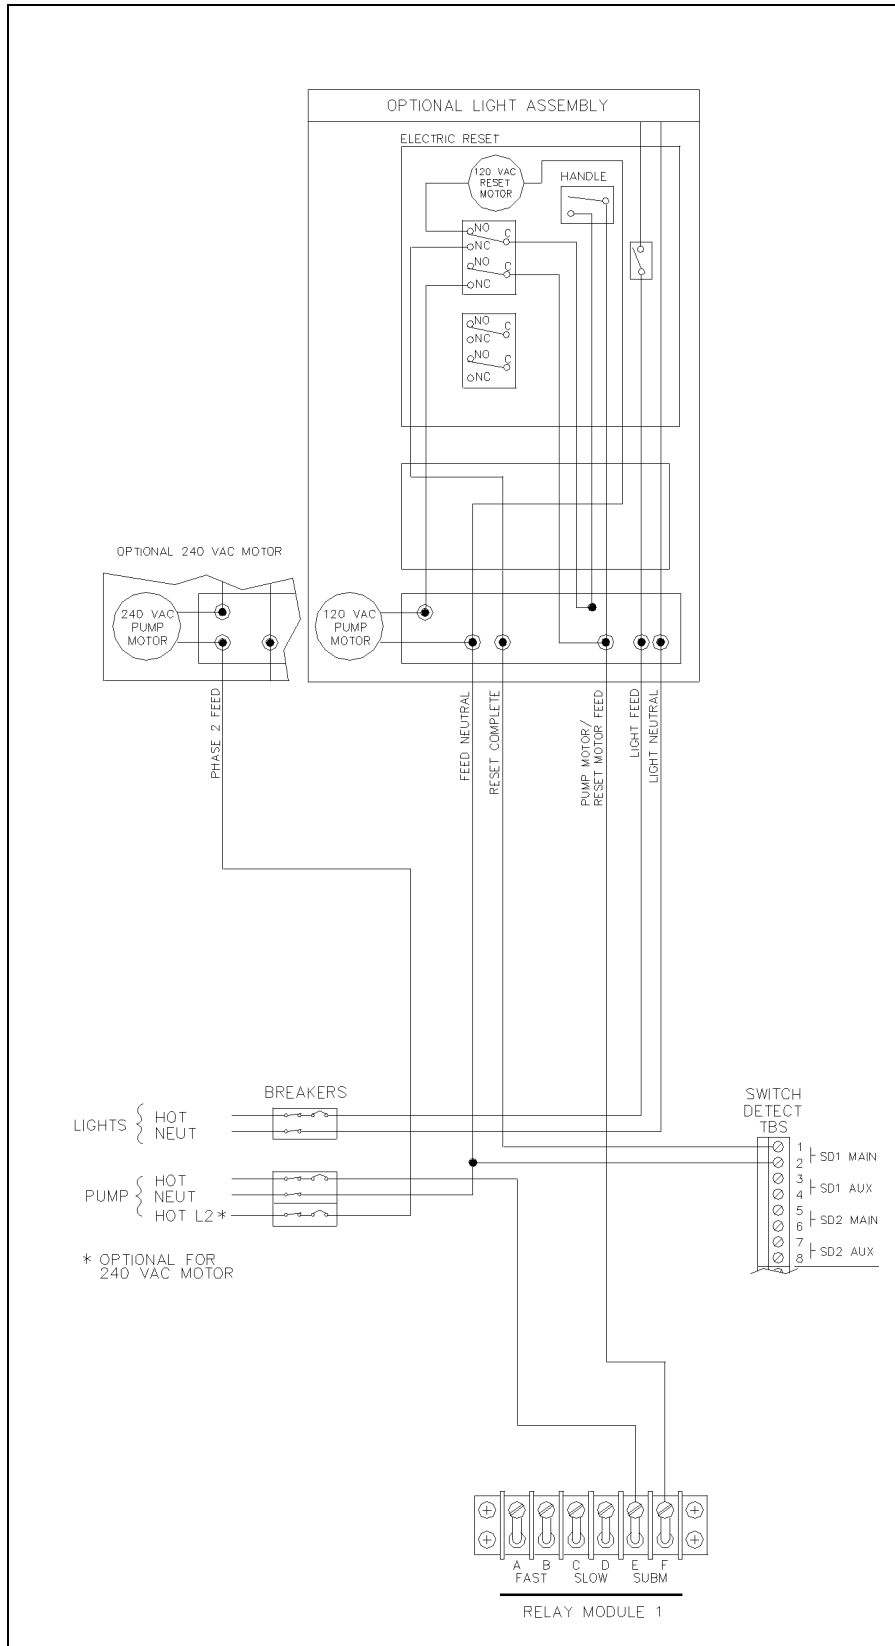 OPTIONAL LIGHT ASSEMBLY
ELECTRIC RESET
120 VAC
RESET
MOTOR
HANDLE
NO
C
NC
NO
C
NC
NO
C
NC
NO
C
NC
OPTIONAL 240 VAC MOTOR
240 VAC
PUMP
MOTOR
120 VAC
PUMP
MOTOR
PHASE 2 FEED
FEED NEUTRAL
RESET COMPLETE
PUMP MOTOR/
RESET MOTOR FEED
LIGHT FEED
LIGHT NEUTRAL
BREAKERS
LIGHTS
HOT
NEUT
PUMP
HOT
NEUT
HOT L2*
* OPTIONAL FOR
240 VAC MOTOR
SWITCH
DETECT
TBS
1
2
SD1 MAIN
3
4
SD1 AUX
5
6
SD2 MAIN
7
8
SD2 AUX
A B C D E F
FAST SLOW SUBM
RELAY MODULE 1